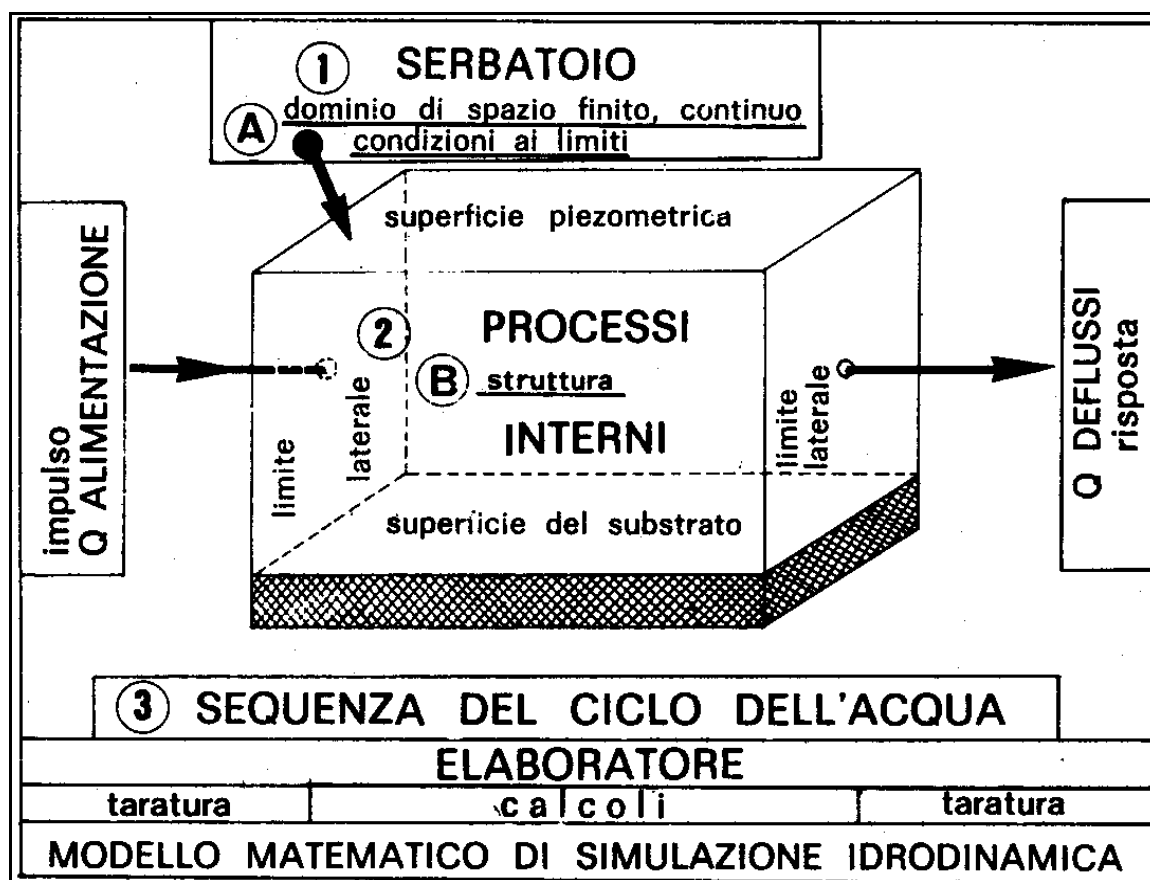 1 SERBATOIO
A dominio di spazio finito, continuo
condizioni ai limiti
superficie piezometrica
impulso
Q ALIMENTAZIONE
2 PROCESSI
B struttura
INTERNI
limite
laterale
limite
laterale
superficie del substrato
Q DEFLUSSI
risposta
3 SEQUENZA DEL CICLO DELL'ACQUA
ELABORATORE
taratura calcoli taratura
MODELLO MATEMATICO DI SIMULAZIONE IDRODINAMICA